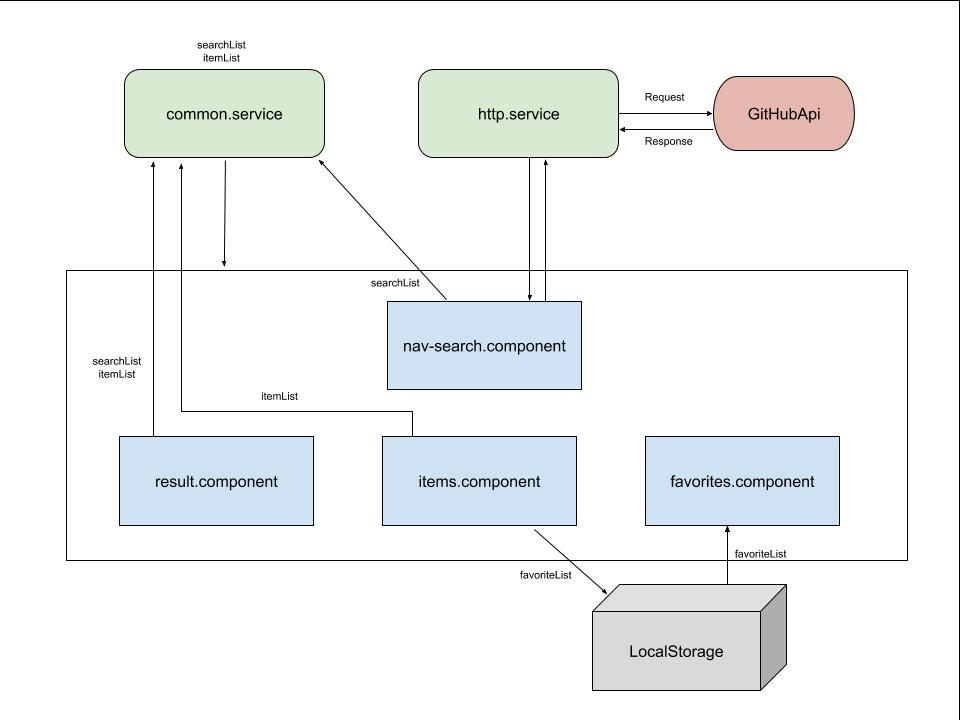 searchList
itemList
common.service
http.service
Request
Response
GitHubApi
searchList
nav-search.component
searchList
itemList
itemList
result.component
items.component
favorites.component
favoriteList
favoriteList
LocalStorage